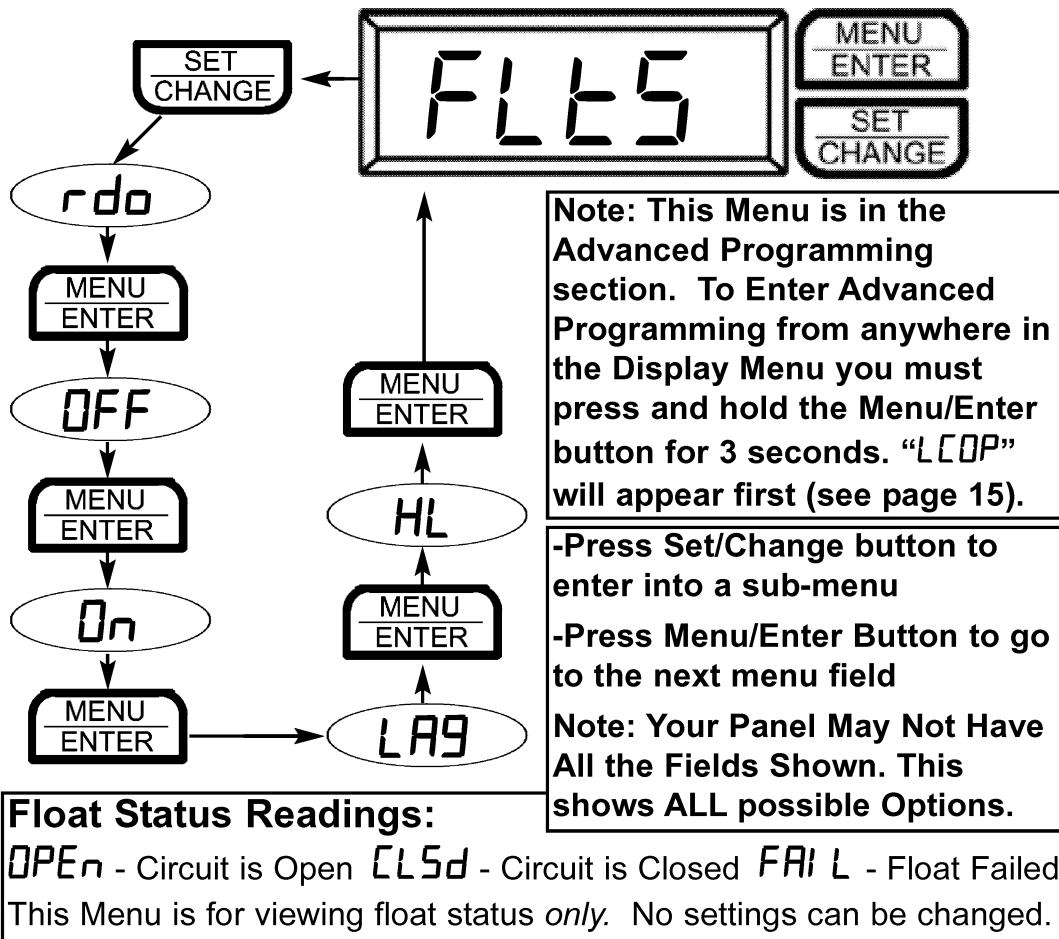 FLtS
MENU
ENTER
SET
CHANGE
SET
CHANGE
rdo
MENU
ENTER
OFF
MENU
ENTER
On
MENU
ENTER
LAg
MENU
ENTER
HL
MENU
ENTER
Note: This Menu is in the
Advanced Programming
section. To Enter Advanced
Programming from anywhere in
the Display Menu you must
press and hold the Menu/Enter
button for 3 seconds. “LCOP”
will appear first (see page 15).
-Press Set/Change button to
enter into a sub-menu
-Press Menu/Enter Button to go
to the next menu field
Note: Your Panel May Not Have
All the Fields Shown. This
shows ALL possible Options.
Float Status Readings:
OPEn - Circuit is Open CLSd - Circuit is Closed FAIL - Float Failed
This Menu is for viewing float status only. No settings can be changed.